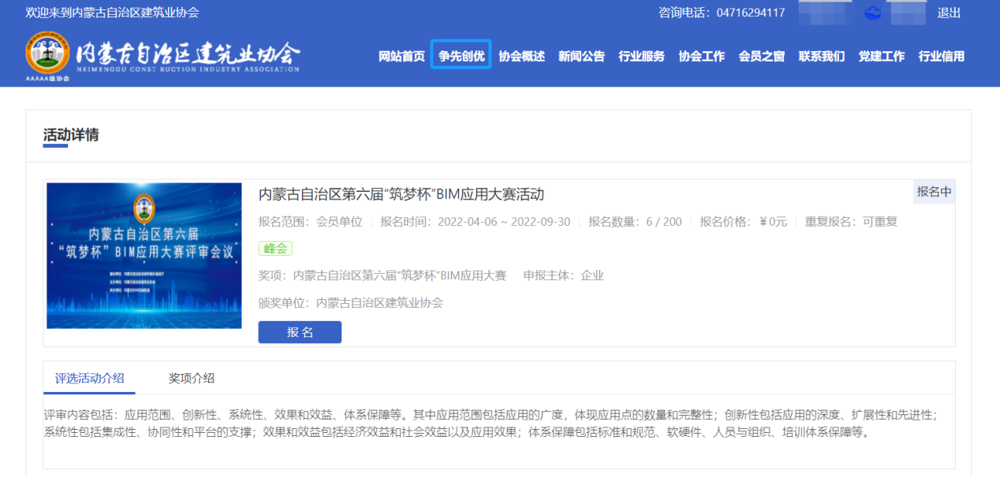 欢迎来到内蒙古自治区建筑业协会
咨询电话：04716294117
退出
内蒙古自治区建筑业协会
NEIMENGGU CONST RUCTION INDUSTRY ASSOCIATION
AAAAA级协会
网站首页 争先创优 协会概述 新闻公告 行业服务 协会工作 会员之窗 联系我们 党建工作 行业信用
活动详情
内蒙古自治区第六届
“筑梦杯”BIM应用大赛评审会议
内蒙古自治区第六届“筑梦杯”BIM应用大赛活动
报名中
报名范围：会员单位 报名时间：2022-04-06 ~ 2022-09-30 报名数量：6 / 200 报名价格：¥0元 重复报名：可重复
峰会
奖项：内蒙古自治区第六届“筑梦杯”BIM应用大赛 申报主体：企业
颁奖单位：内蒙古自治区建筑业协会
报 名
评选活动介绍 奖项介绍
评审内容包括：应用范围、创新性、系统性、效果和效益、体系保障等。其中应用范围包括应用的广度，体现应用点的数量和完整性；创新性包括应用的深度、扩展性和先进性；
系统性包括集成性、协同性和平台的支撑；效果和效益包括经济效益和社会效益以及应用效果；体系保障包括标准和规范、软硬件、人员与组织、培训体系保障等。